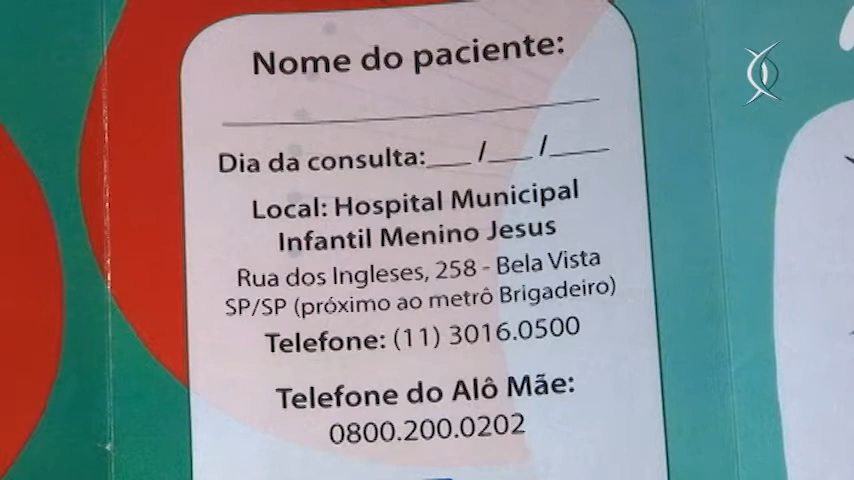 Nome do paciente:
Dia da consulta:___ /___ /____
Local: Hospital Municipal
Infantil Menino Jesus
Rua dos Ingleses, 258 - Bela Vista
SP/SP (próximo ao metrô Brigadeiro)
Telefone: (11) 3016.0500
Telefone do Alô Mãe:
0800.200.0202